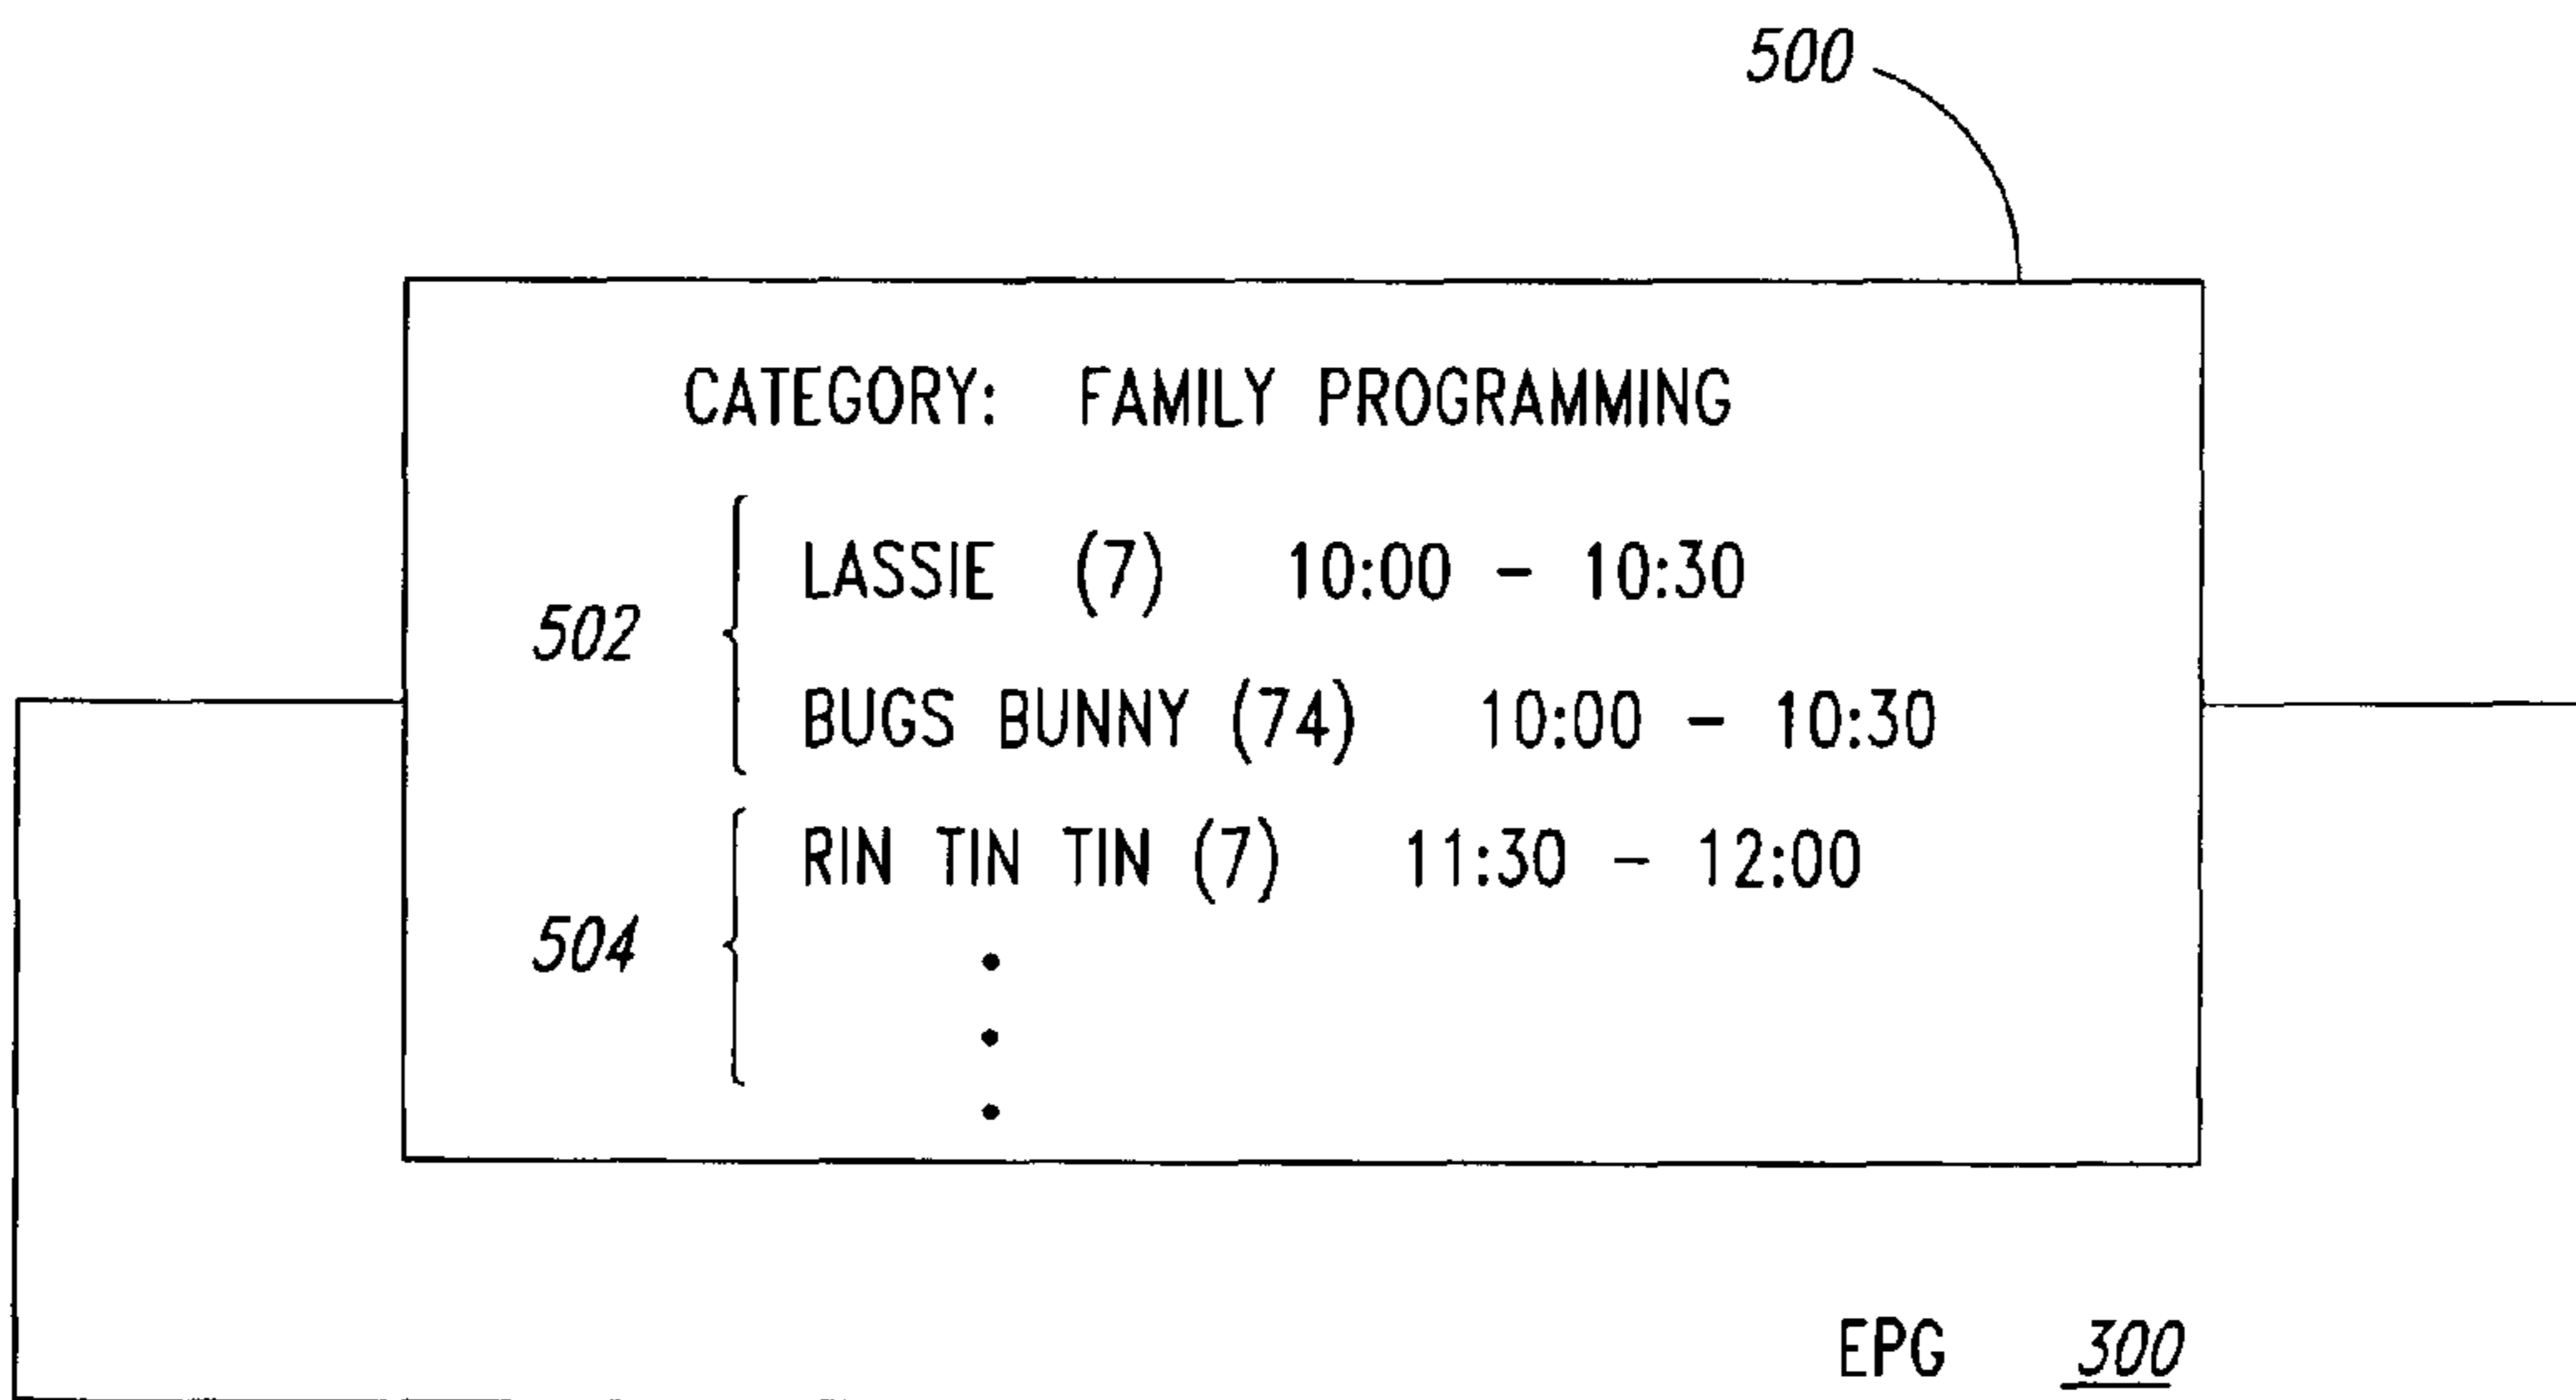 500
CATEGORY: FAMILY PROGRAMMING
LASSIE (7) 10:00 - 10:30
502
BUGS BUNNY (74) 10:00 - 10:30
RIN TIN TIN (7) 11:30 - 12:00
504
EPG 300